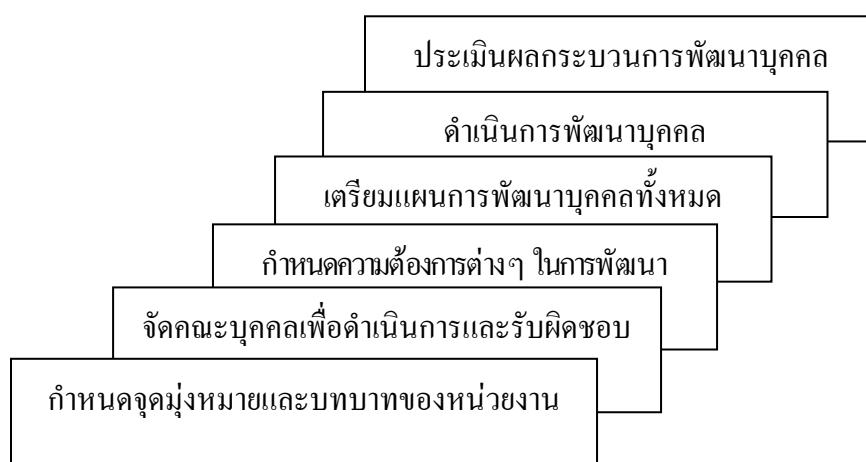 ประเมินผลกระบวนการพัฒนาบุคคล
ดำเนินการพัฒนาบุคคล
เตรียมแผนการพัฒนาบุคคลทั้งหมด
กำหนดความต้องการต่างๆ ในการพัฒนา
จัดคณะบุคคลเพื่อดำเนินการและรับผิดชอบ
กำหนดจุดมุ่งหมายและบทบาทของหน่วยงาน